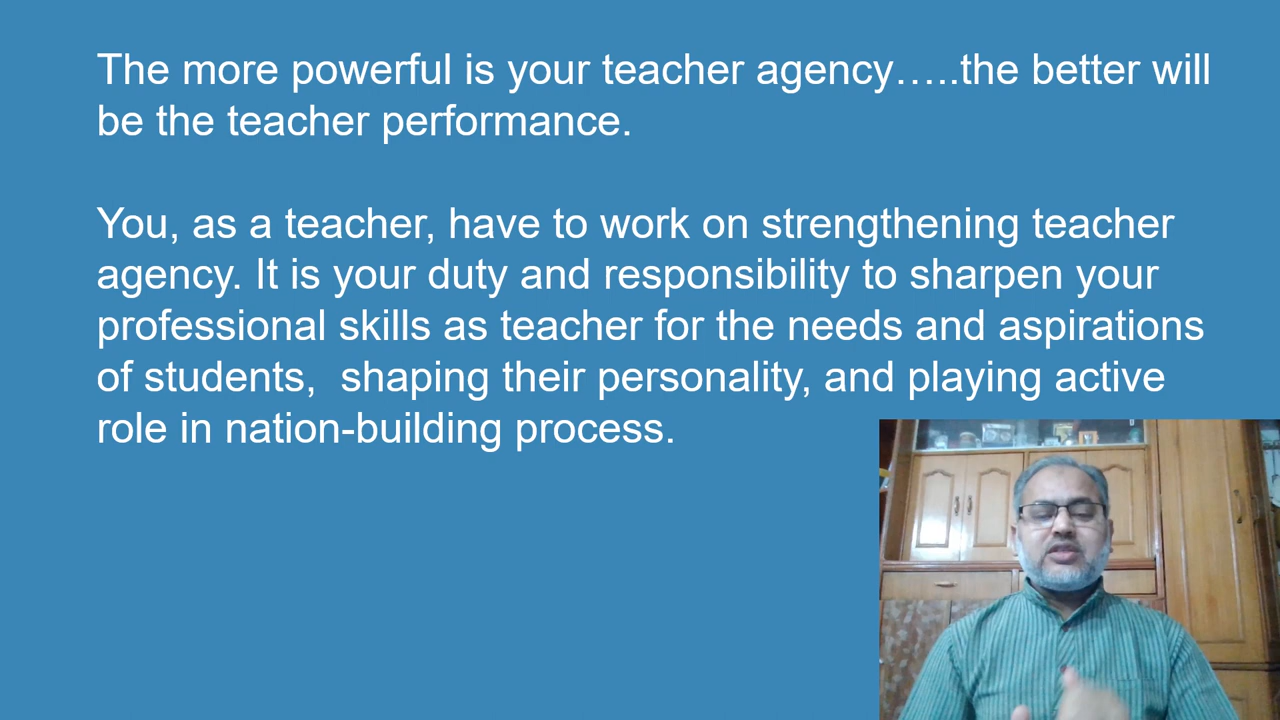 The more powerful is your teacher agency…..the better will
be the teacher performance.
You, as a teacher, have to work on strengthening teacher
agency. It is your duty and responsibility to sharpen your
professional skills as teacher for the needs and aspirations
of students,  shaping their personality, and playing active
role in nation-building process.